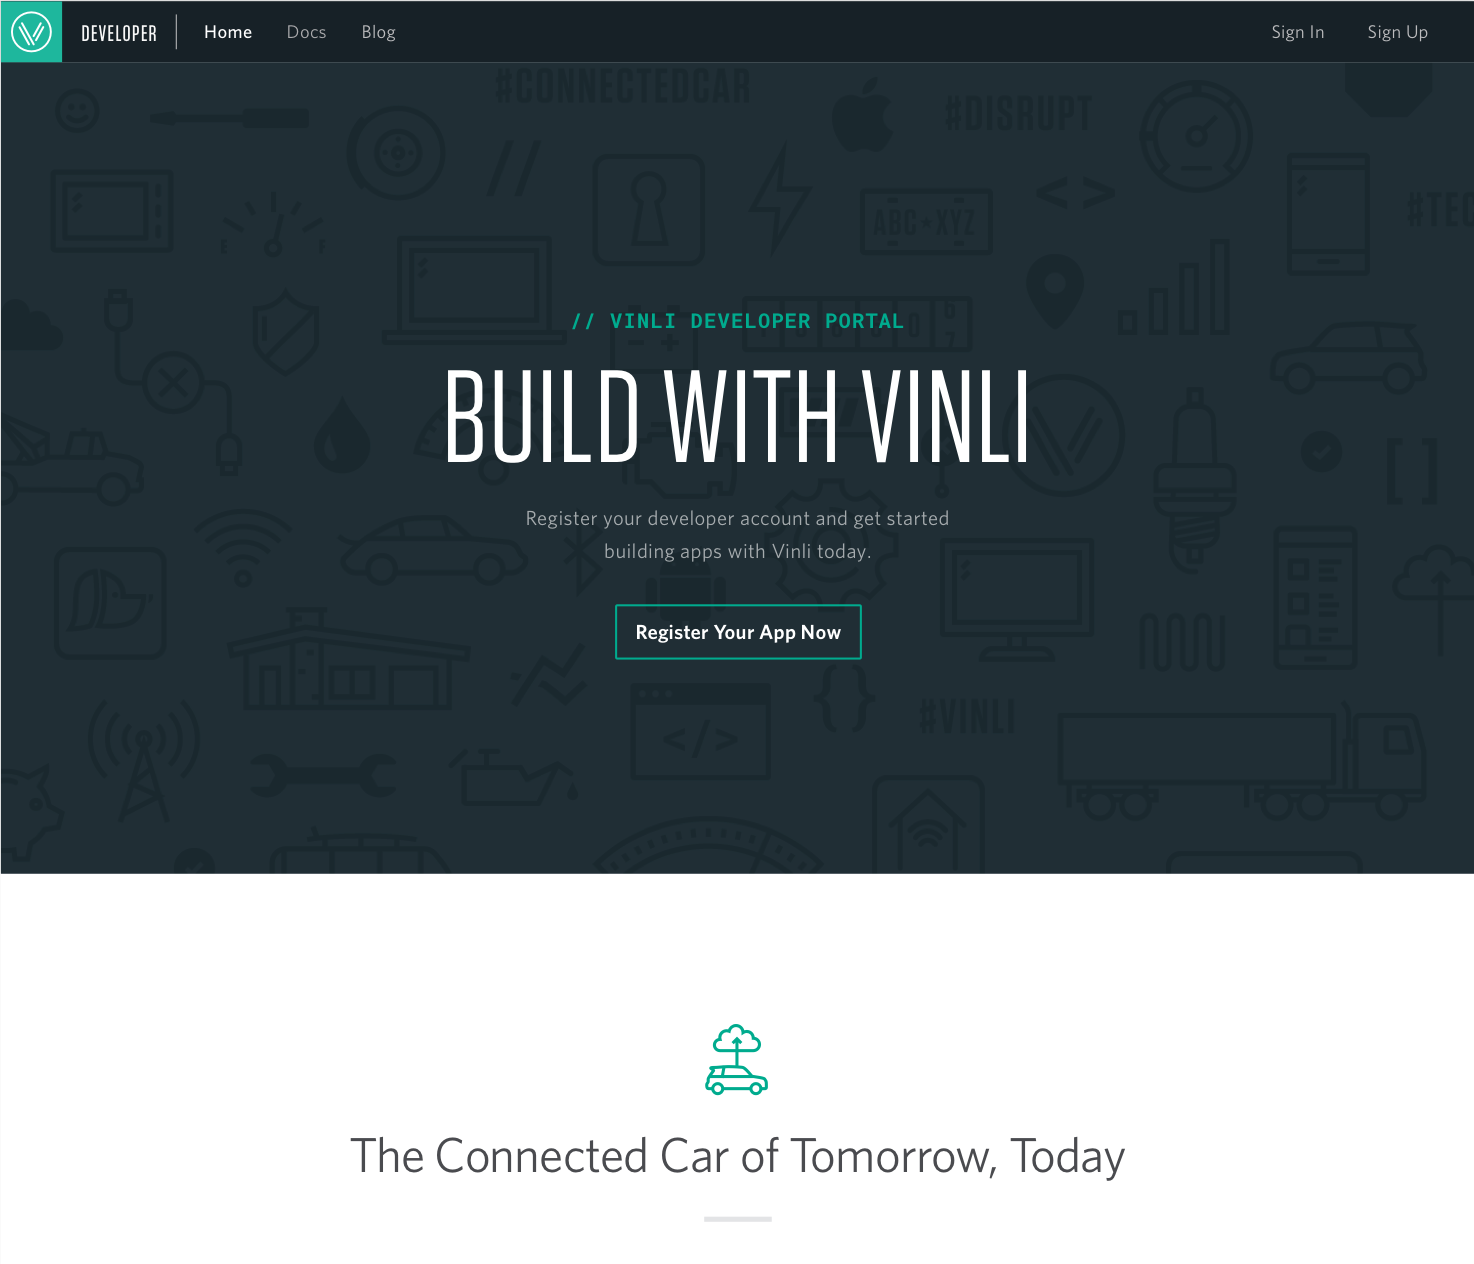 DEVELOPER
Home
Docs
Blog
Sign In
Sign Up
#CONNECTEDCAR
#DISRUPT
ABC★XYZ
E F
// VINLI DEVELOPER PORTAL
BUILD WITH VINLI
Register your developer account and get started
building apps with Vinli today.
Register Your App Now
</>
#VINLI
The Connected Car of Tomorrow, Today